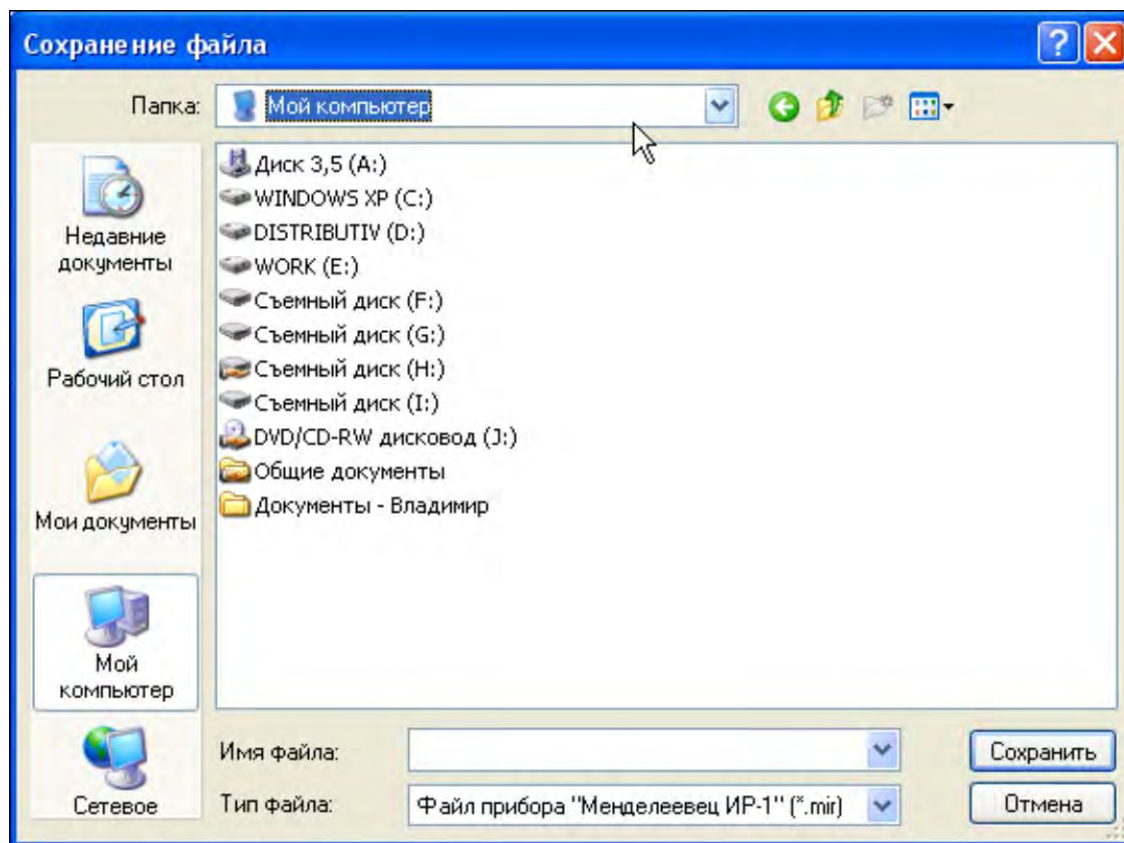 Сохранение файла
Папка: Мой компьютер
Диск 3,5 (A:)
WINDOWS XP (C:)
DISTRIBUTIV (D:)
WORK (E:)
Съемный диск (F:)
Съемный диск (G:)
Съемный диск (H:)
Съемный диск (I:)
DVD/CD-RW дисковод (J:)
Общие документы
Документы - Владимир
Недавние
документы
Рабочий стол
Мои документы
Мой
компьютер
Сетевое
Имя файла:
Сохранить
Тип файла: Файл прибора "Менделеевец ИР-1" (*.mir)
Отмена